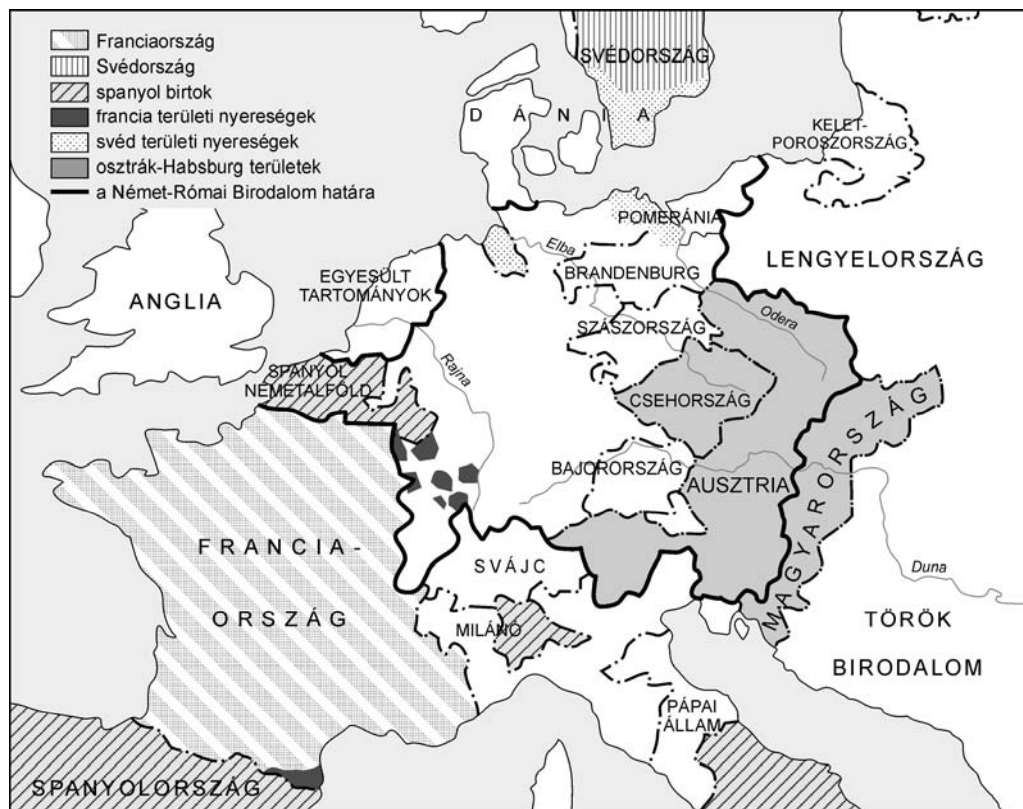 Franciaország
Svédország
spanyol birtok
francia területi nyereségek
svéd területi nyereségek
osztrák-Habsburg területek
a Német-Római Birodalom határa
SVÉDORSZÁG
DÁNIA
KELET-
POROSZORSZÁG
POMERÁNIA
Elba
LENGYELORSZÁG
EGYESÜLT
TARTOMÁNYOK
BRANDENBURG
ANGLIA
Odera
SZÁSZORSZÁG
Rajna
SPANYOL
NÉMETALFÖLD
CSEHORSZÁG
MAGYARORSZÁG
BAJORORSZÁG
AUSZTRIA
FRANCIA-
ORSZÁG
SVÁJC
Duna
MILÁNÓ
TÖRÖK
BIRODALOM
PÁPAI
ÁLLAM
SPANYOLORSZÁG